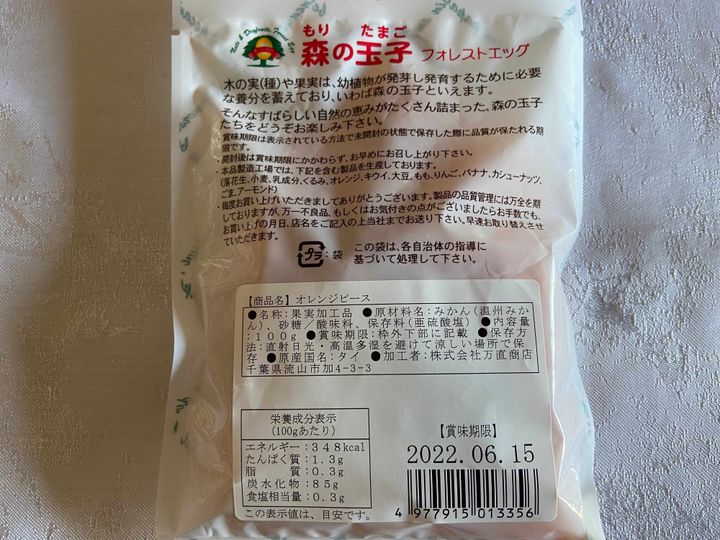 Nuts & Dryfruits Forest Egg
もり たまご
森の玉子 フォレストエッグ
木の実(種)や果実は、幼植物が発芽し発育するために必要
な養分を蓄えており、いわば森の玉子といえます。
そんなすばらしい自然の恵みがたくさん詰まった、森の玉子
たちをどうぞお楽しみ下さい。
・賞味期限は表示されている方法で未開封の状態で保存した際に品質が保たれる期
限です。
・開封後は賞味期限にかかわらず、お早めにお召し上がり下さい。
・本品製造工場では、下記を含む製品を生産しております。
(落花生、小麦、乳成分、くるみ、オレンジ、キウイ、大豆、もも、りんご、バナナ、カシューナッツ、
ごま、アーモンド)
・毎度お買い上げいただきましてありがとうございます。製品の品質管理には万全を期
しておりますが、万一不良品、もしくはお気付きの点がございましたらお手数でも、
お買い上げの月日、店名をご記入の上当社までお送り下さい。早速お取り替えさせ
ていただきます。
プラ:袋
この袋は、各自治体の指導に
基づいて処理して下さい。
【商品名】オレンジピース
●名称:果実加工品 ●原材料名:みかん(温州みか
ん)、砂糖/酸味料、保存料(亜硫酸塩) ●内容量
:100g ●賞味期限:枠外下部に記載 ●保存方
法:直射日光・高温多湿を避けて涼しい場所で保
存 ●原産国名:タイ ●加工者:株式会社万直商店
千葉県流山市加4-3-3
栄養成分表示
(100gあたり)
エネルギー:348kcal
たんぱく質:1.3g
脂 質:0.3g
炭水化物:85g
食塩相当量:0.3g
この表示値は、目安です。
【賞味期限】
2022.06.15
4 977915 013356